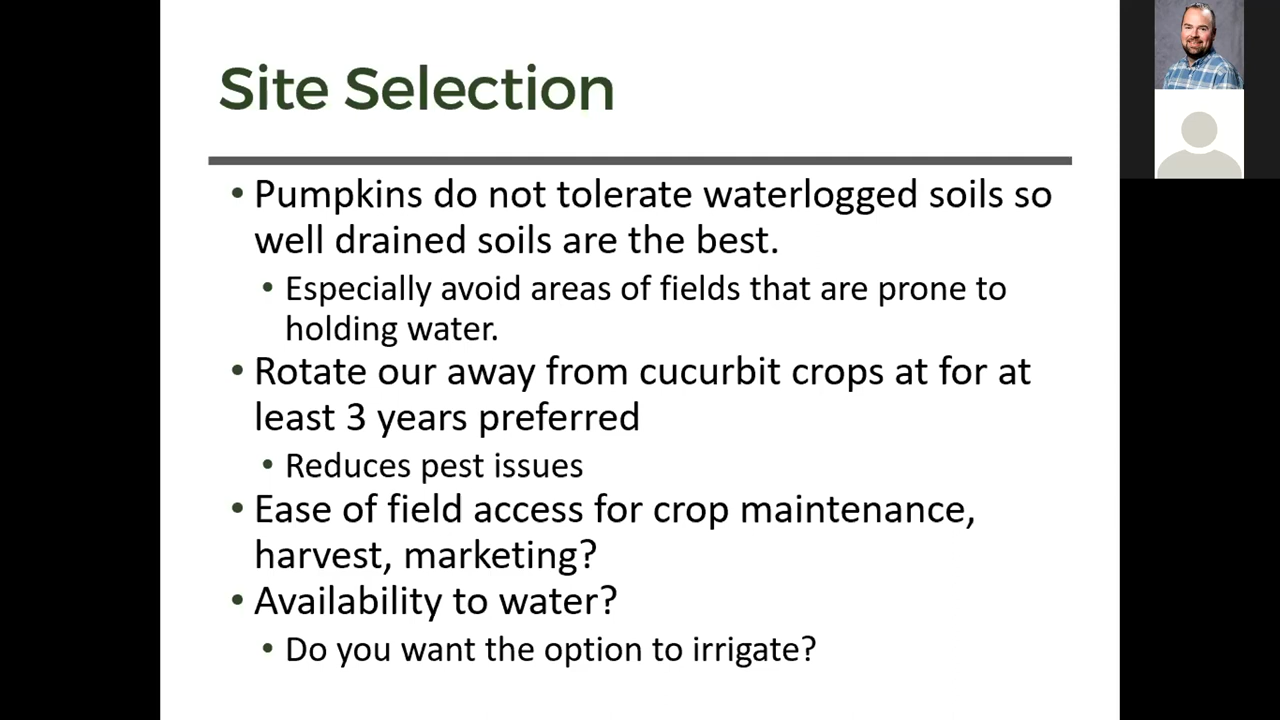 Site Selection
• Pumpkins do not tolerate waterlogged soils so
well drained soils are the best.
• Especially avoid areas of fields that are prone to
holding water.
• Rotate our away from cucurbit crops at for at
least 3 years preferred
• Reduces pest issues
• Ease of field access for crop maintenance,
harvest, marketing?
• Availability to water?
• Do you want the option to irrigate?